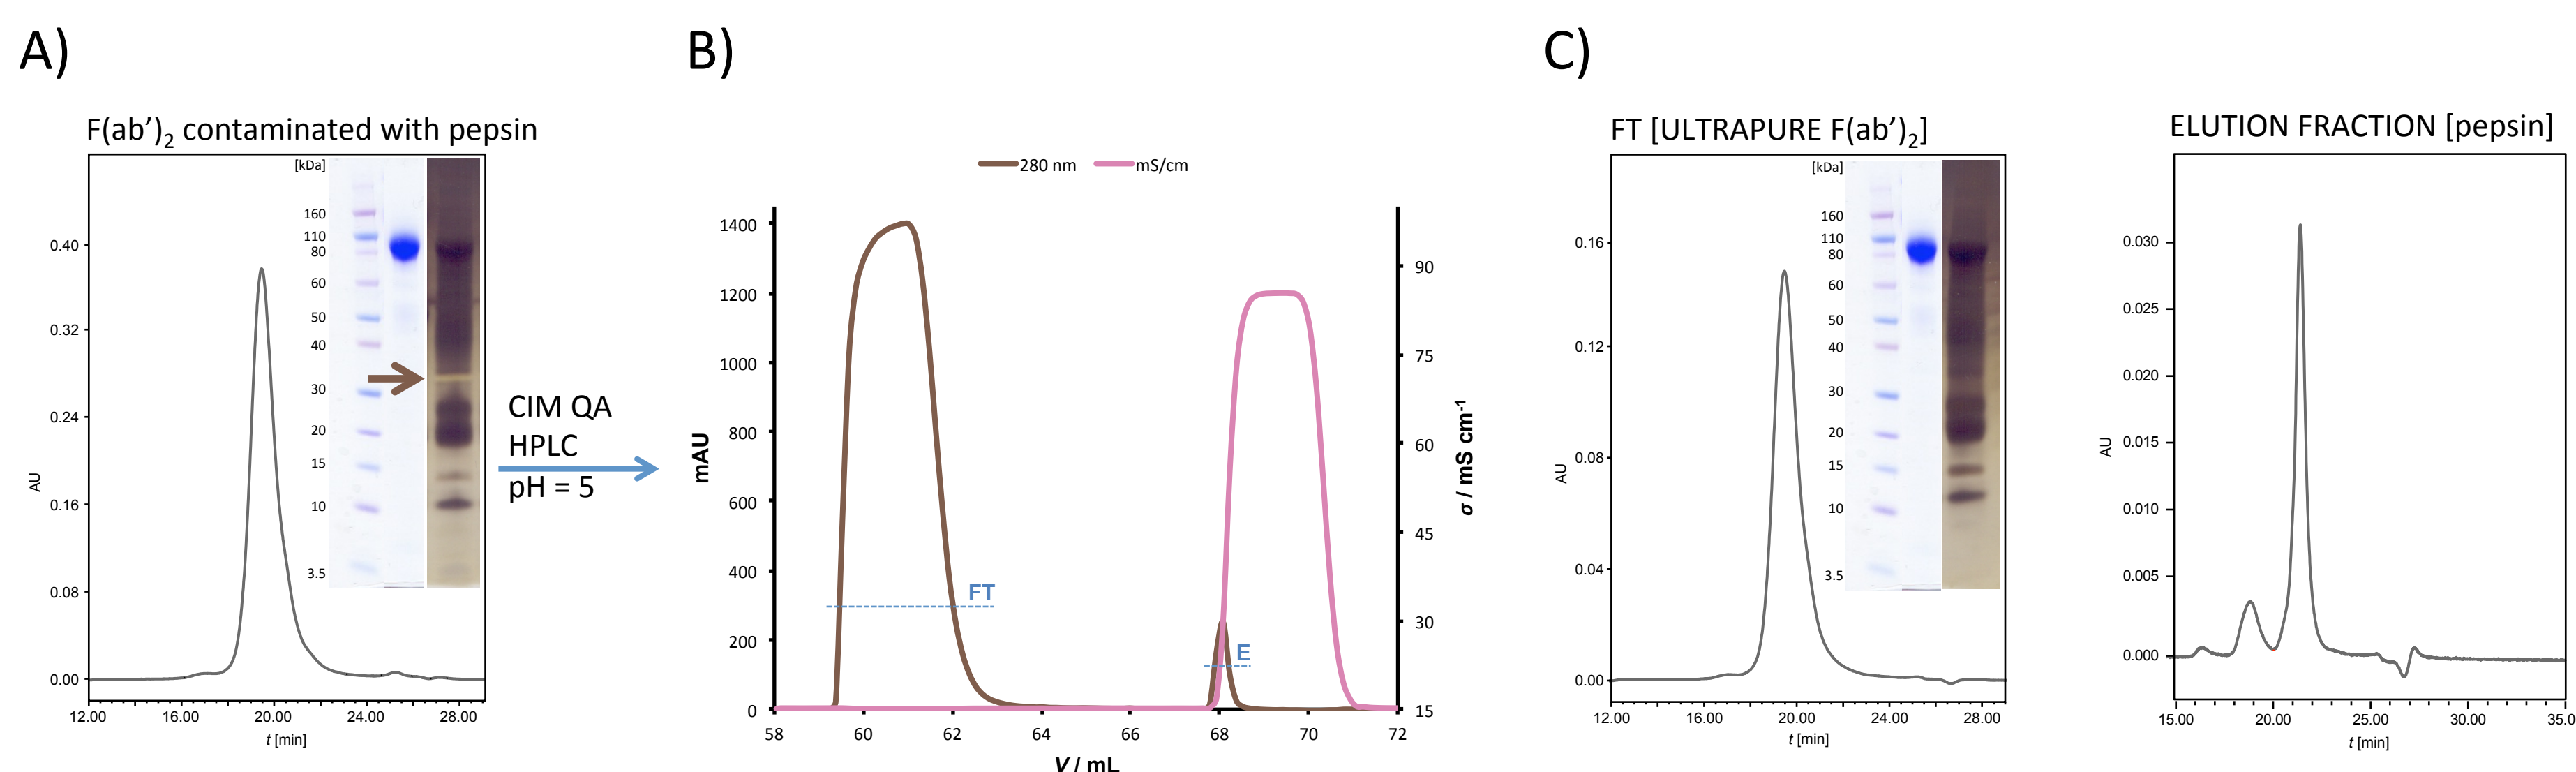 A)
F(ab’)2 contaminated with pepsin
[kDa]
160
110
80
60
50
40
30
20
15
10
3.5
0.40
0.32
0.24
0.16
0.08
0.00
AU
12.00 16.00 20.00 24.00 28.00
t [min]
CIM QA
HPLC
pH = 5
B)
280 nm mS/cm
1400
1200
1000
800
600
400
200
0
mAU
90
75
60
45
30
15
σ / mS cm-1
FT
E
58 60 62 64 66 68 70 72
V / mL
C)
FT [ULTRAPURE F(ab’)2]
[kDa]
160
110
80
60
50
40
30
20
15
10
3.5
0.16
0.12
0.08
0.04
0.00
AU
12.00 16.00 20.00 24.00 28.00
t [min]
ELUTION FRACTION [pepsin]
0.030
0.025
0.020
0.015
0.010
0.005
0.000
AU
15.00 20.00 25.00 30.00 35.0
t [min]